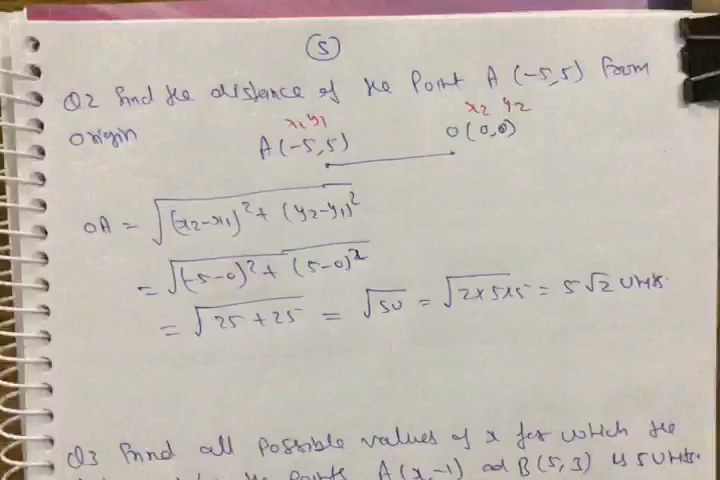 5
Q2 Find the distance of the Point A (-5,5) From
origin
x1 y1 x2 y2
A(-5,5) O(0,0)
OA = √(x2-x1)² + (y2-y1)²
= √(-5-0)² + (5-0)²
= √25+25 = √50 = √2x5x5 = 5√2 units.
Q3 Find all possible values of x for which the
the points A(x,-1) and B(5,3) is 5 units.